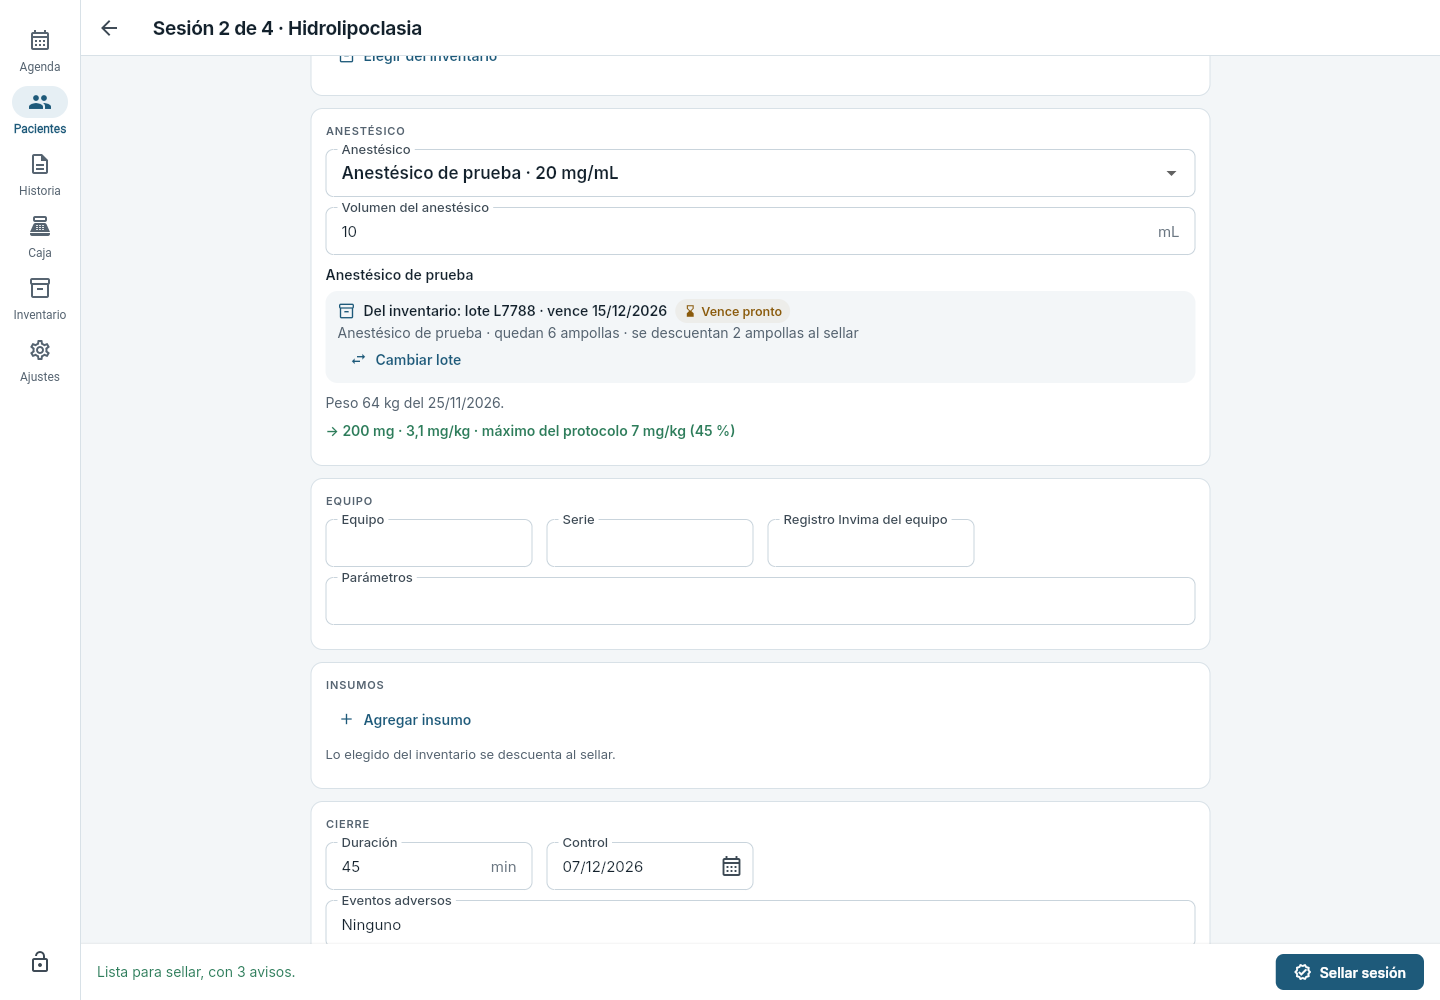 Sesión 2 de 4 · Hidrolipoclasia
Agenda
Pacientes
Historia
Caja
Inventario
Ajustes
Elegir del inventario
ANESTÉSICO
Anestésico
Anestésico de prueba · 20 mg/mL
Volumen del anestésico
10 mL
Anestésico de prueba
Del inventario: lote L7788 · vence 15/12/2026 Vence pronto
Anestésico de prueba · quedan 6 ampollas · se descuentan 2 ampollas al sellar
Cambiar lote
Peso 64 kg del 25/11/2026.
→ 200 mg · 3,1 mg/kg · máximo del protocolo 7 mg/kg (45 %)
EQUIPO
Equipo Serie Registro Invima del equipo
Parámetros
INSUMOS
Agregar insumo
Lo elegido del inventario se descuenta al sellar.
CIERRE
Duración Control
45 min 07/12/2026
Eventos adversos
Ninguno
Lista para sellar, con 3 avisos.
Sellar sesión